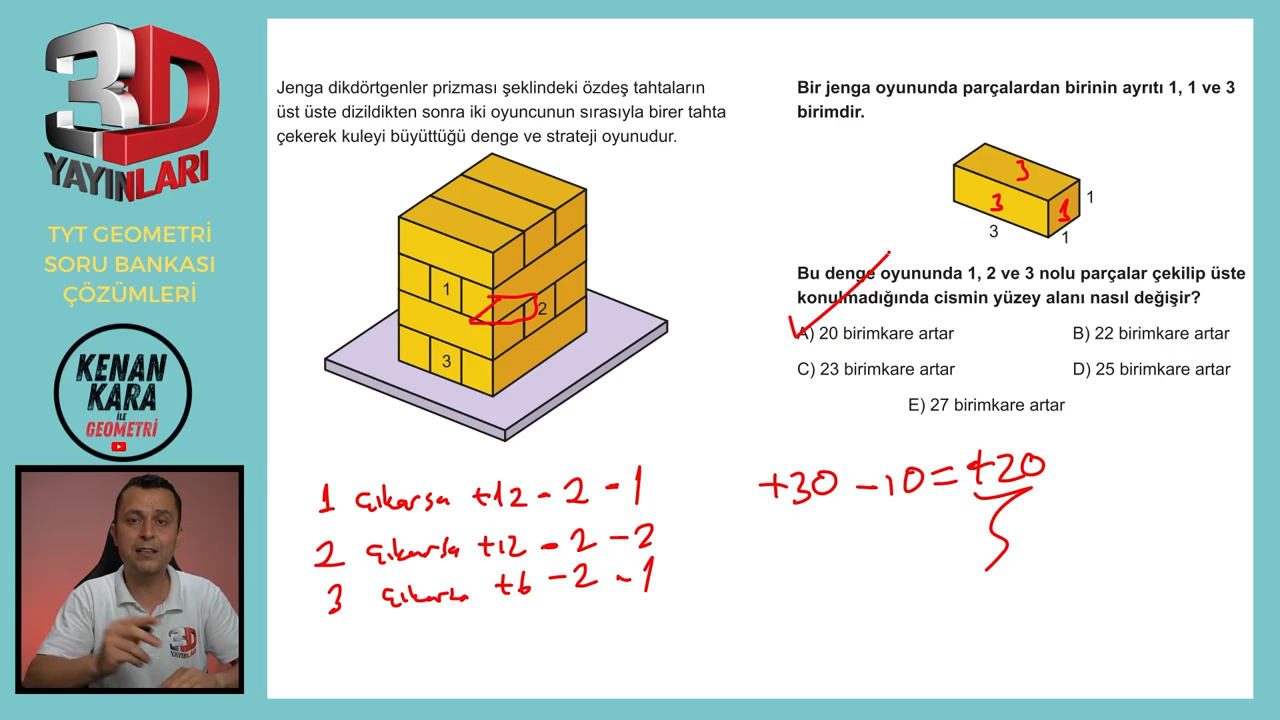 3D
YAYINLARI
TYT GEOMETRİ
SORU BANKASI
ÇÖZÜMLERİ
KENAN
KARA
İLE
GEOMETRİ
3D
YAYINLARI
Jenga dikdörtgenler prizması şeklindeki özdeş tahtaların
üst üste dizildikten sonra iki oyuncunun sırasıyla birer tahta
çekerek kuleyi büyüttüğü denge ve strateji oyunudur.
1
2
3
1 çıkarsa +12 - 2 - 1
2 çıkarsa +12 - 2 - 2
3 çıkarsa +6 - 2 - 1
Bir jenga oyununda parçalardan birinin ayrıtı 1, 1 ve 3
birimdir.
3
3
1
3
1
Bu denge oyununda 1, 2 ve 3 nolu parçalar çekilip üste
konulmadığında cismin yüzey alanı nasıl değişir?
A) 20 birimkare artar
B) 22 birimkare artar
C) 23 birimkare artar
D) 25 birimkare artar
E) 27 birimkare artar
+30 - 10 = +20